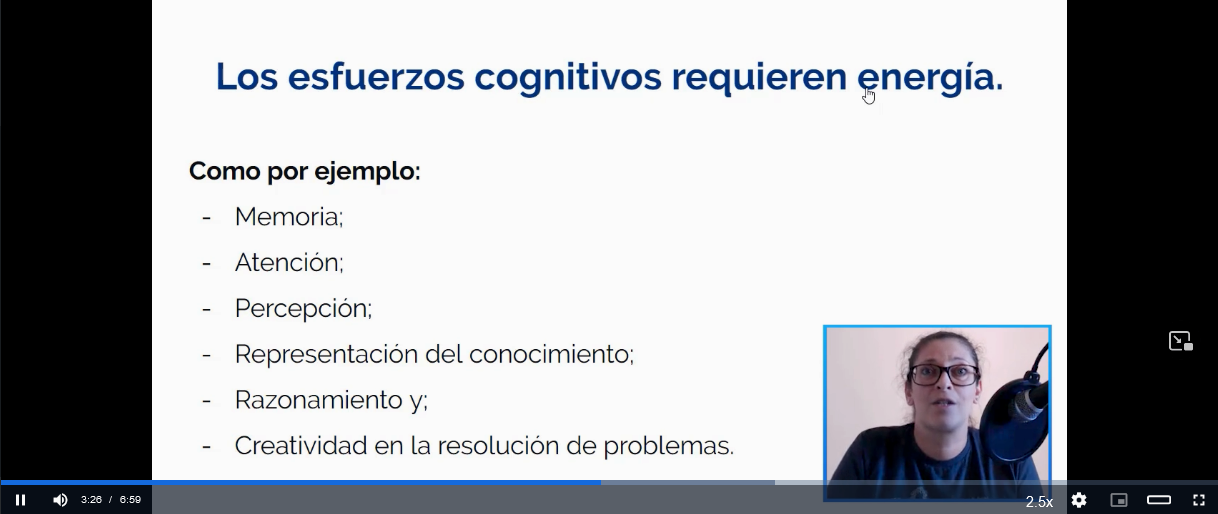 Los esfuerzos cognitivos requieren energía.
Como por ejemplo:
- Memoria;
- Atención;
- Percepción;
- Representación del conocimiento;
- Razonamiento y;
- Creatividad en la resolución de problemas.
3:26 / 6:59
2.5x